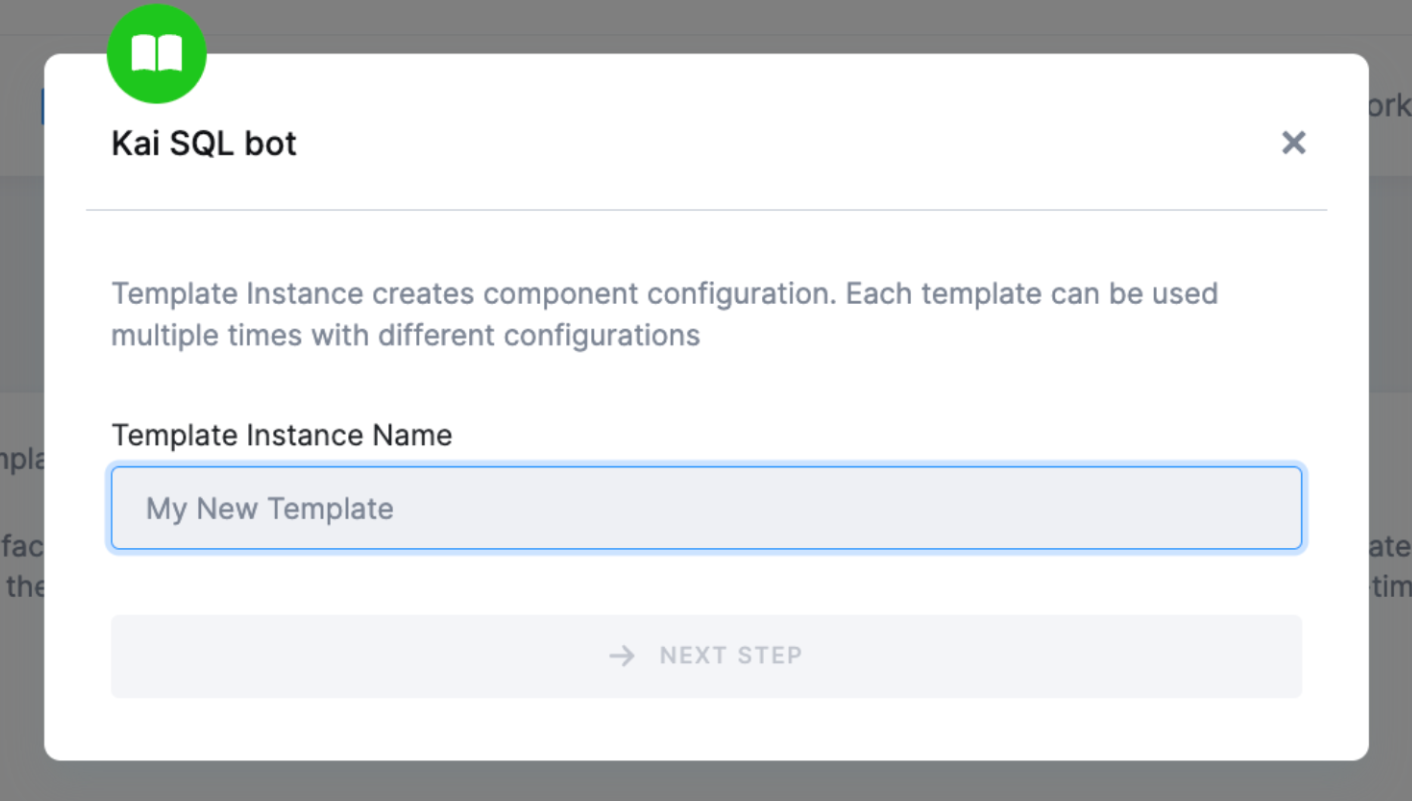 Kai SQL bot
Template Instance creates component configuration. Each template can be used
multiple times with different configurations
Template Instance Name
My New Template
NEXT STEP